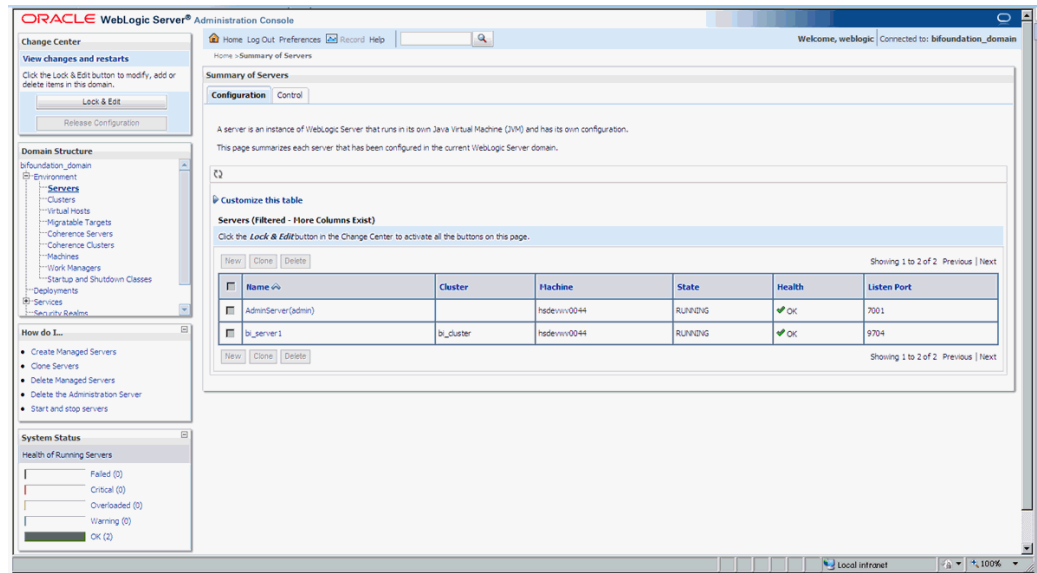 ORACLE WebLogic Server® Administration Console
Change Center
View changes and restarts
Click the Lock & Edit button to modify, add or
delete items in this domain.
Lock & Edit
Release Configuration
Domain Structure
bifoundation_domain
Environment
Servers
Clusters
Virtual Hosts
Migratable Targets
Coherence Servers
Coherence Clusters
Machines
Work Managers
Startup and Shutdown Classes
Deployments
Services
Security Realms
How do I...
Create Managed Servers
Clone Servers
Delete Managed Servers
Delete the Administration Server
Start and stop servers
System Status
Health of Running Servers
Failed (0)
Critical (0)
Overloaded (0)
Warning (0)
OK (2)
Home Log Out Preferences Record Help
Welcome, weblogic Connected to: bifoundation_domain
Home >Summary of Servers
Summary of Servers
Configuration Control
A server is an instance of WebLogic Server that runs in its own Java Virtual Machine (JVM) and has its own configuration.
This page summarizes each server that has been configured in the current WebLogic Server domain.
Customize this table
Servers (Filtered - More Columns Exist)
Click the Lock & Edit button in the Change Center to activate all the buttons on this page.
New Clone Delete Showing 1 to 2 of 2 Previous | Next
Name Cluster Machine State Health Listen Port
AdminServer(admin) hsdevwv0044 RUNNING OK 7001
bi_server1 bi_cluster hsdevwv0044 RUNNING OK 9704
New Clone Delete Showing 1 to 2 of 2 Previous | Next
Local intranet 100%